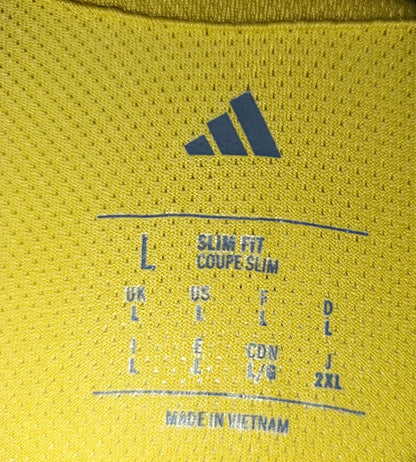 L SLIM FIT
COUPE SLIM
UK US F D
L L L L
I E CDN J
L L L/G 2XL
MADE IN VIETNAM